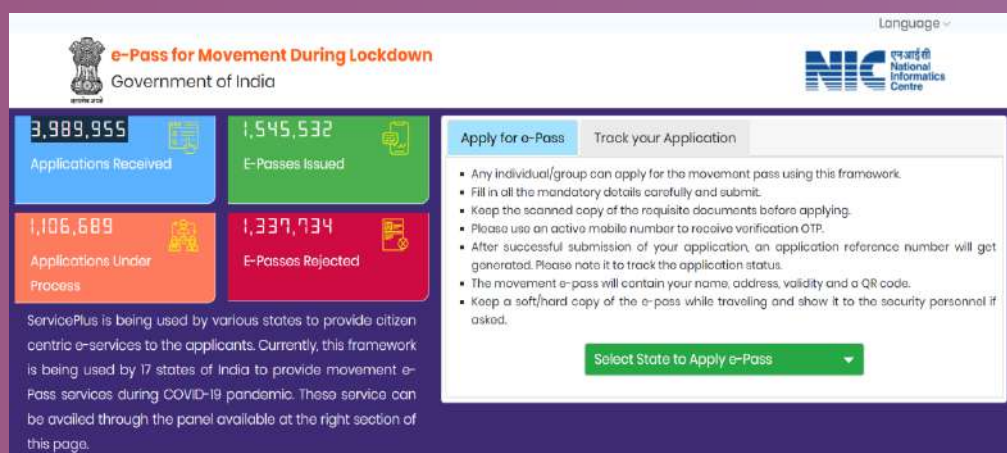 Language
e-Pass for Movement During Lockdown
Government of India
सत्यमेव जयते
NIC
एनआईसी
National
Informatics
Centre
3,989,955
Applications Received
1,545,532
E-Passes Issued
1,106,689
Applications Under
Process
1,337,734
E-Passes Rejected
ServicePlus is being used by various states to provide citizen
centric e-services to the applicants. Currently, this framework
is being used by 17 states of India to provide movement e-
Pass services during COVID-19 pandemic. These service can
be availed through the panel available at the right section of
this page.
Apply for e-Pass
Track your Application
Any individual/group can apply for the movement pass using this framework.
Fill in all the mandatory details carefully and submit.
Keep the scanned copy of the requisite documents before applying.
Please use an active mobile number to receive verification OTP.
After successful submission of your application, an application reference number will get
generated. Please note it to track the application status.
The movement e-pass will contain your name, address, validity and a QR code.
Keep a soft/hard copy of the e-pass while traveling and show it to the security personnel if
asked.
Select State to Apply e-Pass